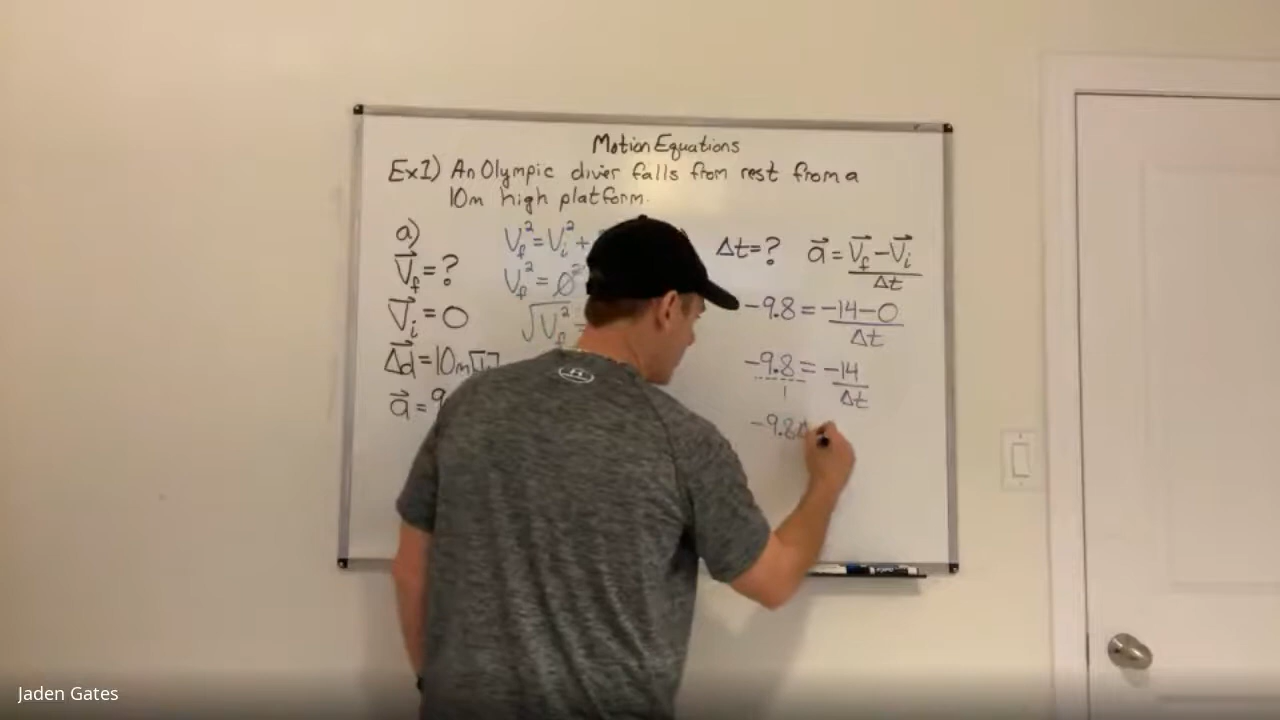 Motion Equations
Ex1) An Olympic diver falls from rest from a
10m high platform.
a)
V⃗f=?
V⃗i=0
Δd⃗=10m[↓]
a⃗=9
Vf²=Vi²+
Vf²=0²
√Vf²=
Δt=?
a⃗=V⃗f-V⃗i/Δt
-9.8=-14-0/Δt
-9.8/1=-14/Δt
-9.8Δ
Jaden Gates